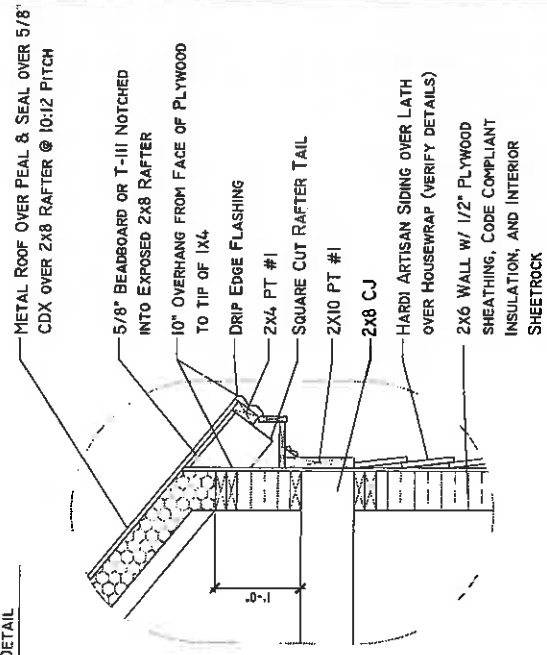 DETAIL
METAL ROOF OVER PEAL & SEAL OVER 5/8"
CDX OVER 2X8 RAFTER @ 10:12 PITCH
5/8" BEADBOARD OR T-111 NOTCHED
INTO EXPOSED 2X8 RAFTER
10" OVERHANG FROM FACE OF PLYWOOD
TO TIP OF 1X4
DRIP EDGE FLASHING
2X4 PT #1
SQUARE CUT RAFTER TAIL
2X10 PT #1
2X8 CJ
HARDI ARTISAN SIDING OVER LATH
OVER HOUSEWRAP (VERIFY DETAILS)
2X6 WALL W/ 1/2" PLYWOOD
SHEATHING, CODE COMPLIANT
INSULATION, AND INTERIOR
SHEETROCK
1'-0"